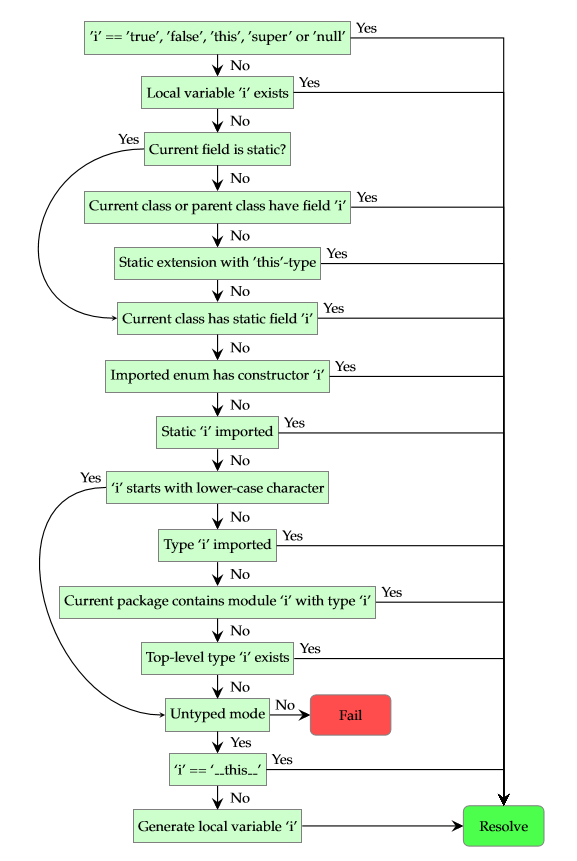 'i' == 'true', 'false', 'this', 'super' or 'null'
Yes
No
Local variable 'i' exists
Yes
No
Yes
Current field is static?
No
Current class or parent class have field 'i'
Yes
No
Static extension with 'this'-type
Yes
No
Current class has static field 'i'
Yes
No
Imported enum has constructor ‘i’
Yes
No
Static ‘i’ imported
Yes
No
Yes
‘i’ starts with lower-case character
No
Type ‘i’ imported
Yes
No
Current package contains module ‘i’ with type ‘i’
Yes
No
Top-level type ‘i’ exists
Yes
No
Untyped mode
No
Fail
Yes
‘i’ == ‘__this__’
Yes
No
Generate local variable ‘i’
Resolve